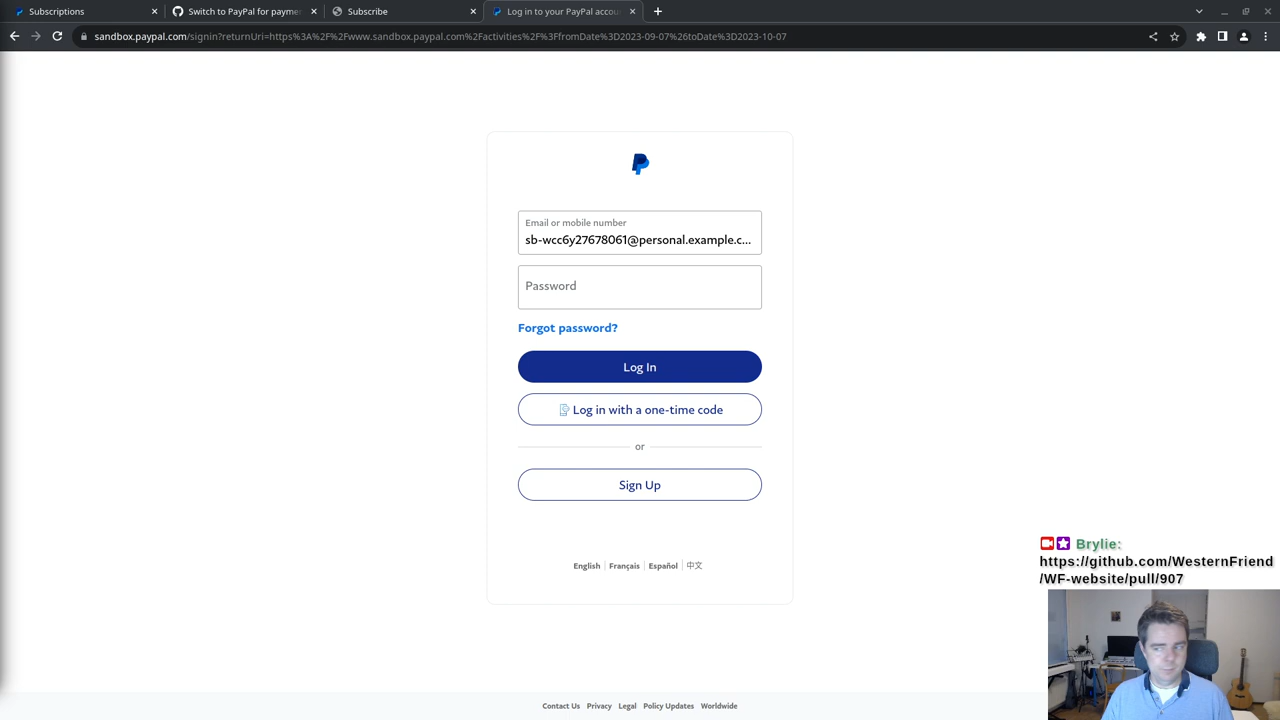 Subscriptions
Switch to PayPal for paymen
Subscribe
Log in to your PayPal accou
sandbox.paypal.com/signin?returnUri=https%3A%2F%2Fwww.sandbox.paypal.com%2Factivities%2F%3FfromDate%3D2023-09-07%26toDate%3D2023-10-07
Email or mobile number
sb-wcc6y27678061@personal.example.c...
Password
Forgot password?
Log In
Log in with a one-time code
or
Sign Up
English Français Español 中文
Brylie:
https://github.com/WesternFriend
/WF-website/pull/907
Contact Us Privacy Legal Policy Updates Worldwide